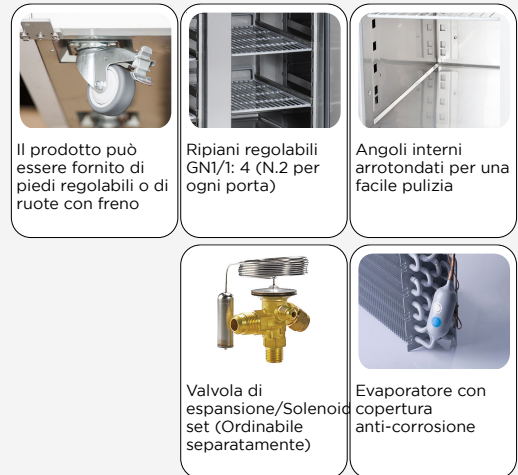 Il prodotto può
essere fornito di
piedi regolabili o di
ruote con freno
Ripiani regolabili
GN1/1: 4 (N.2 per
ogni porta)
Angoli interni
arrotondati per una
facile pulizia
Valvola di
espansione/Solenoid
set (Ordinabile
separatamente)
Evaporatore con
copertura
anti-corrosione